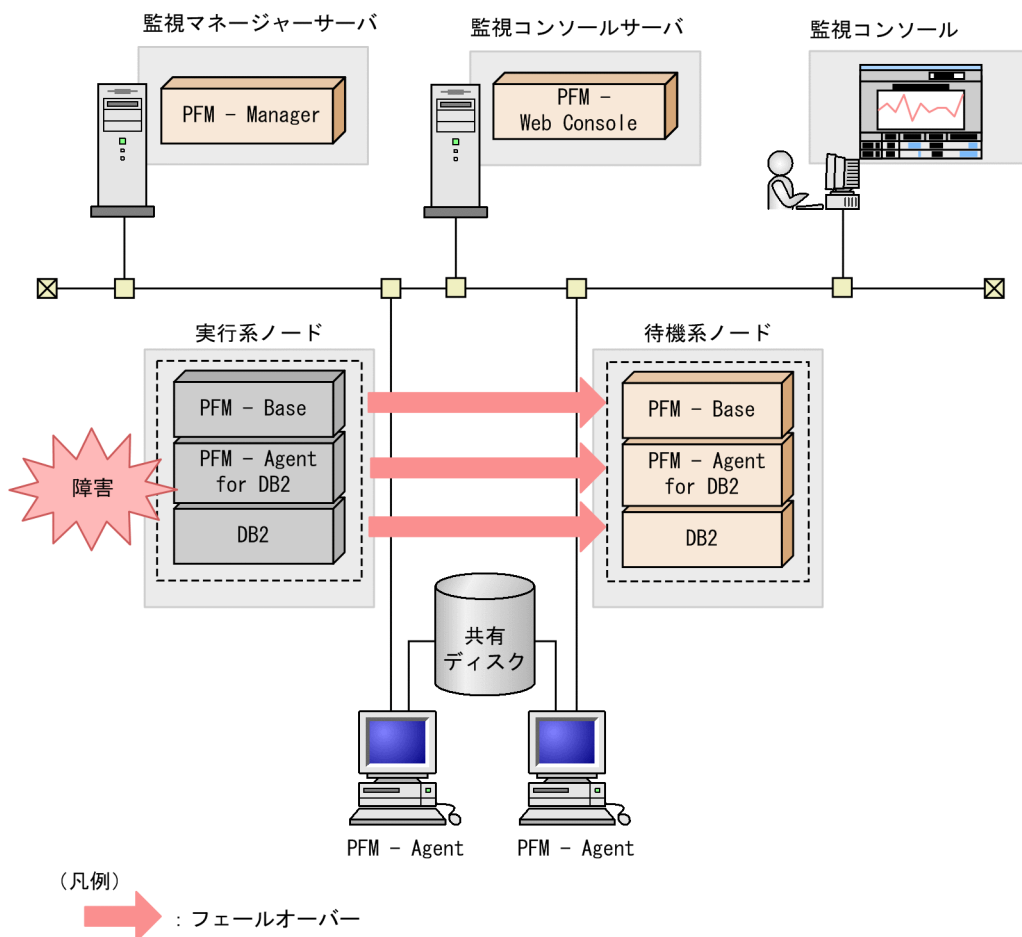 監視マネージャーサーバ
監視コンソールサーバ
監視コンソール
PFM - Manager
PFM -
Web Console
実行系ノード
待機系ノード
PFM - Base
PFM - Agent
for DB2
DB2
障害
PFM - Base
PFM - Agent
for DB2
DB2
共有
ディスク
PFM - Agent
PFM - Agent
(凡例)
: フェールオーバー